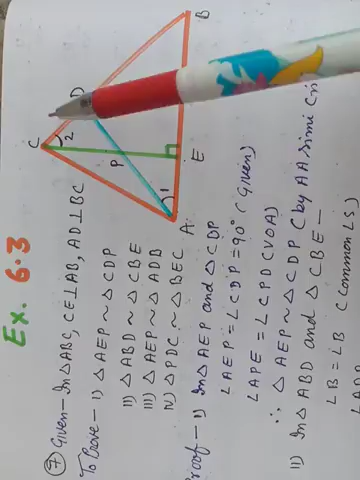 Ex. 6.3
⑦ Given - In △ABC, CE⊥AB, AD⊥BC
To Prove - I) △AEP ~ △CDP
II) △ABD ~ △CBE
III) △AEP ~ △ADB
IV) △PDC ~ △BEC
C
2
D
B
P
1
A
E
Proof - I) In △AEP and △CDP
∠AEP = ∠CDP = 90° (Given)
∠APE = ∠CPD (VOA)
∴ △AEP ~ △CDP (by AA simi Cri
II) In △ABD and △CBE -
∠B = ∠B (Common ∠s)